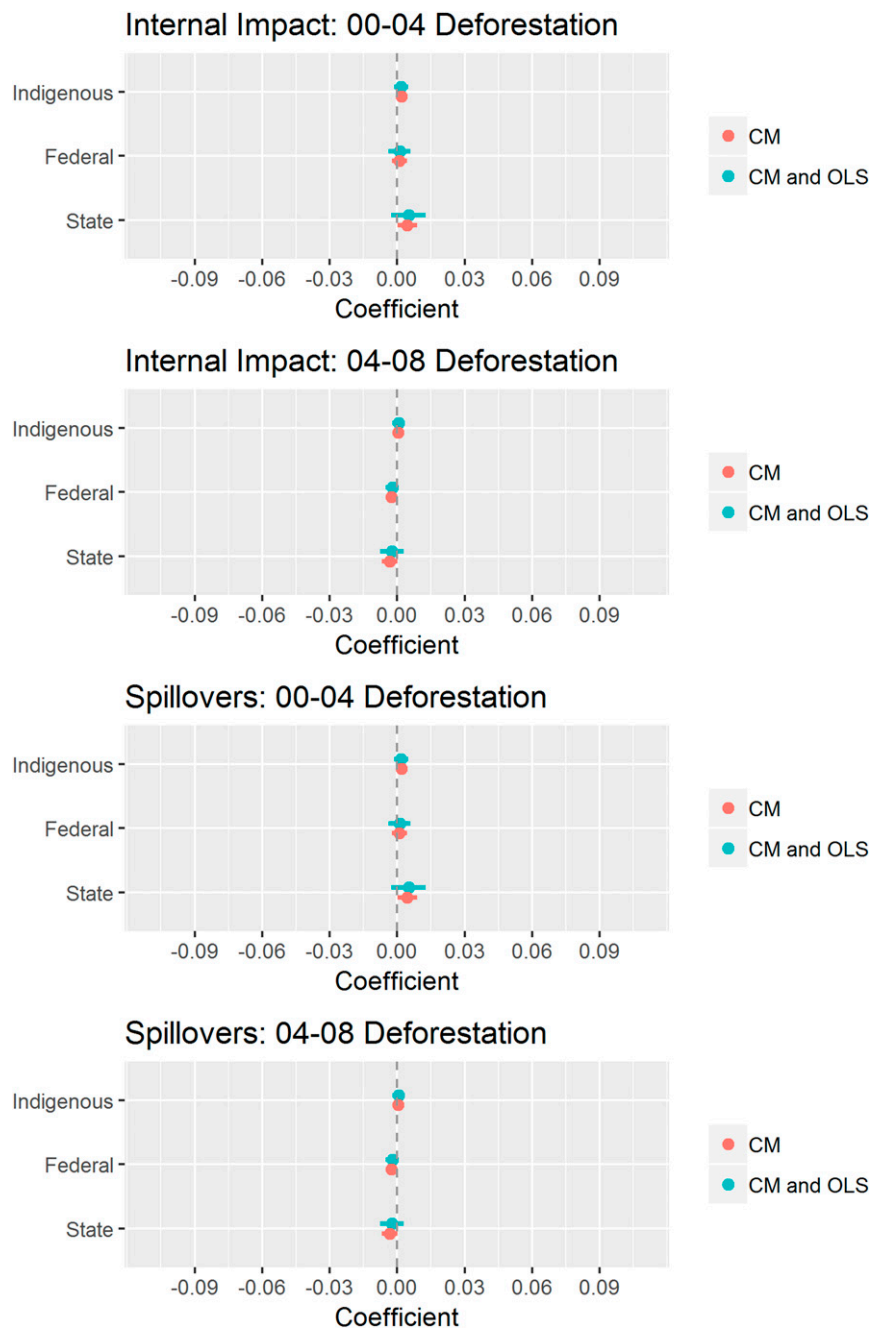 Internal Impact: 00-04 Deforestation
Indigenous
Federal
State
-0.09 -0.06 -0.03 0.00 0.03 0.06 0.09
Coefficient
CM
CM and OLS
Internal Impact: 04-08 Deforestation
Indigenous
Federal
State
-0.09 -0.06 -0.03 0.00 0.03 0.06 0.09
Coefficient
CM
CM and OLS
Spillovers: 00-04 Deforestation
Indigenous
Federal
State
-0.09 -0.06 -0.03 0.00 0.03 0.06 0.09
Coefficient
CM
CM and OLS
Spillovers: 04-08 Deforestation
Indigenous
Federal
State
-0.09 -0.06 -0.03 0.00 0.03 0.06 0.09
Coefficient
CM
CM and OLS